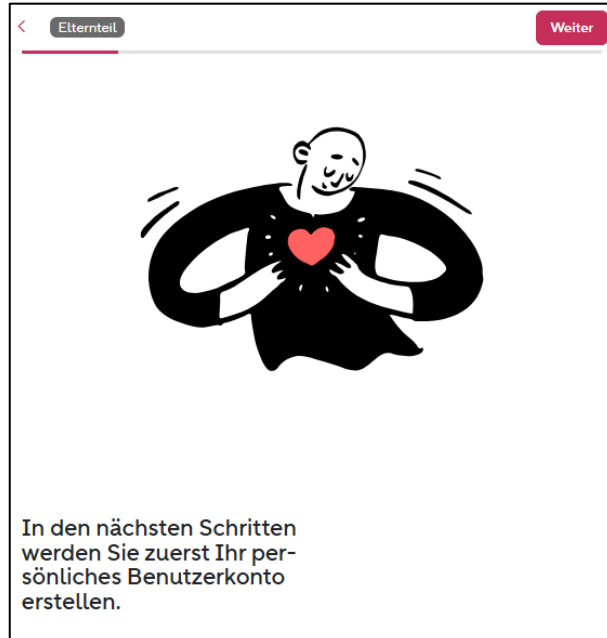 Elternteil
Weiter
In den nächsten Schritten
werden Sie zuerst Ihr per-
sönliches Benutzerkonto
erstellen.